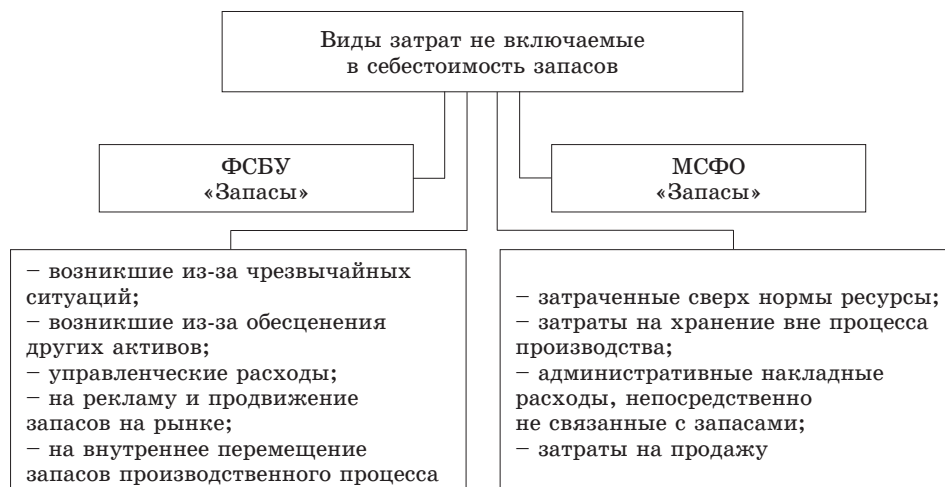 Виды затрат не включаемые
в себестоимость запасов
ФСБУ
«Запасы»
МСФО
«Запасы»
– возникшие из-за чрезвычайных
ситуаций;
– возникшие из-за обесценения
других активов;
– управленческие расходы;
– на рекламу и продвижение
запасов на рынке;
– на внутреннее перемещение
запасов производственного процесса
– затраченные сверх нормы ресурсы;
– затраты на хранение вне процесса
производства;
– административные накладные
расходы, непосредственно
не связанные с запасами;
– затраты на продажу